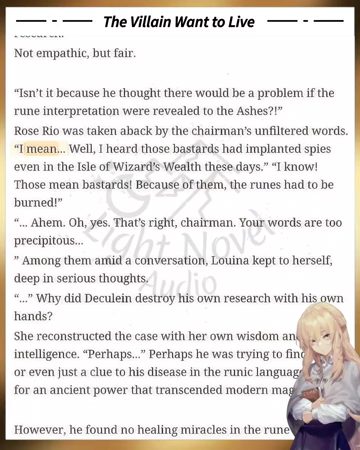 The Villain Want to Live
research.
Not empathic, but fair.
“Isn’t it because he thought there would be a problem if the
rune interpretation were revealed to the Ashes?!”
Rose Rio was taken aback by the chairman’s unfiltered words.
“I mean... Well, I heard those bastards had implanted spies
even in the Isle of Wizard’s Wealth these days.” “I know!
Those mean bastards! Because of them, the runes had to be
burned!”
“... Ahem. Oh, yes. That’s right, chairman. Your words are too
precipitous...
” Among them amid a conversation, Louina kept to herself,
deep in serious thoughts.
“...” Why did Deculein destroy his own research with his own
hands?
She reconstructed the case with her own wisdom and
intelligence. “Perhaps...” Perhaps he was trying to find
or even just a clue to his disease in the runic language
for an ancient power that transcended modern
However, he found no healing miracles in the rune
Light Novel
Audio